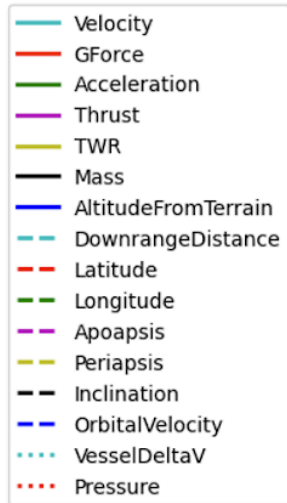 Velocity
GForce
Acceleration
Thrust
TWR
Mass
AltitudeFromTerrain
DownrangeDistance
Latitude
Longitude
Apoapsis
Periapsis
Inclination
OrbitalVelocity
VesselDeltaV
Pressure